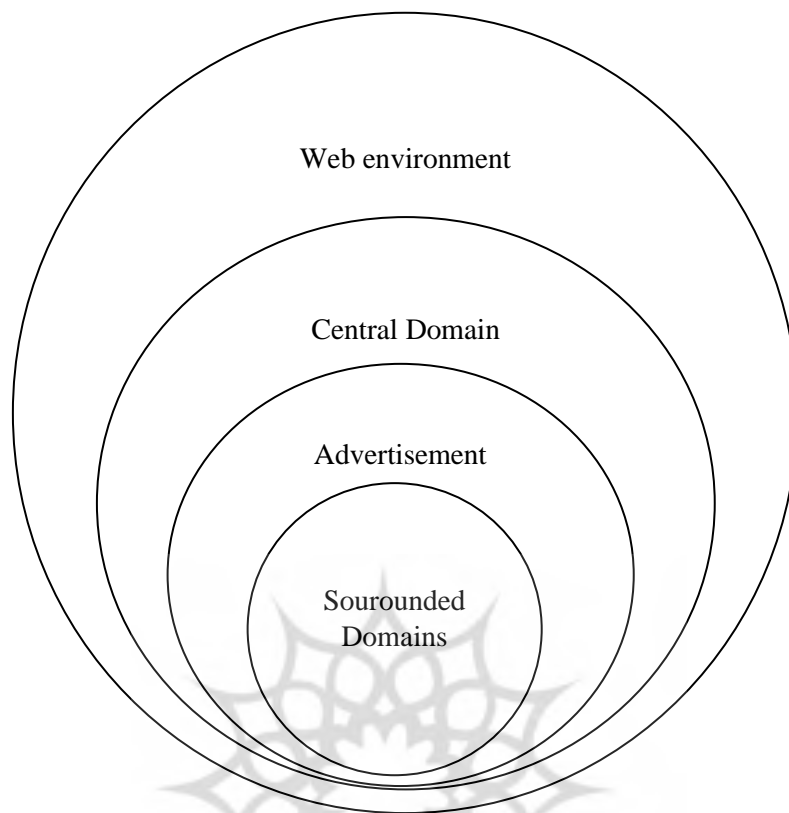 Web environment
Central Domain
Advertisement
Sourounded
Domains